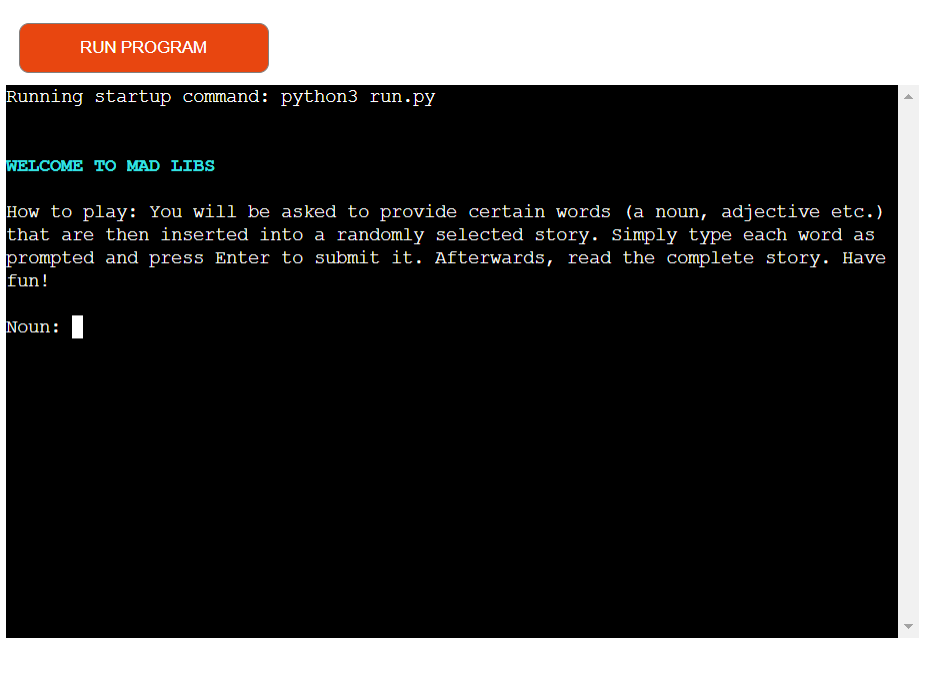 RUN PROGRAM
Running startup command: python3 run.py
WELCOME TO MAD LIBS
How to play: You will be asked to provide certain words (a noun, adjective etc.)
that are then inserted into a randomly selected story. Simply type each word as
prompted and press Enter to submit it. Afterwards, read the complete story. Have
fun!
Noun: